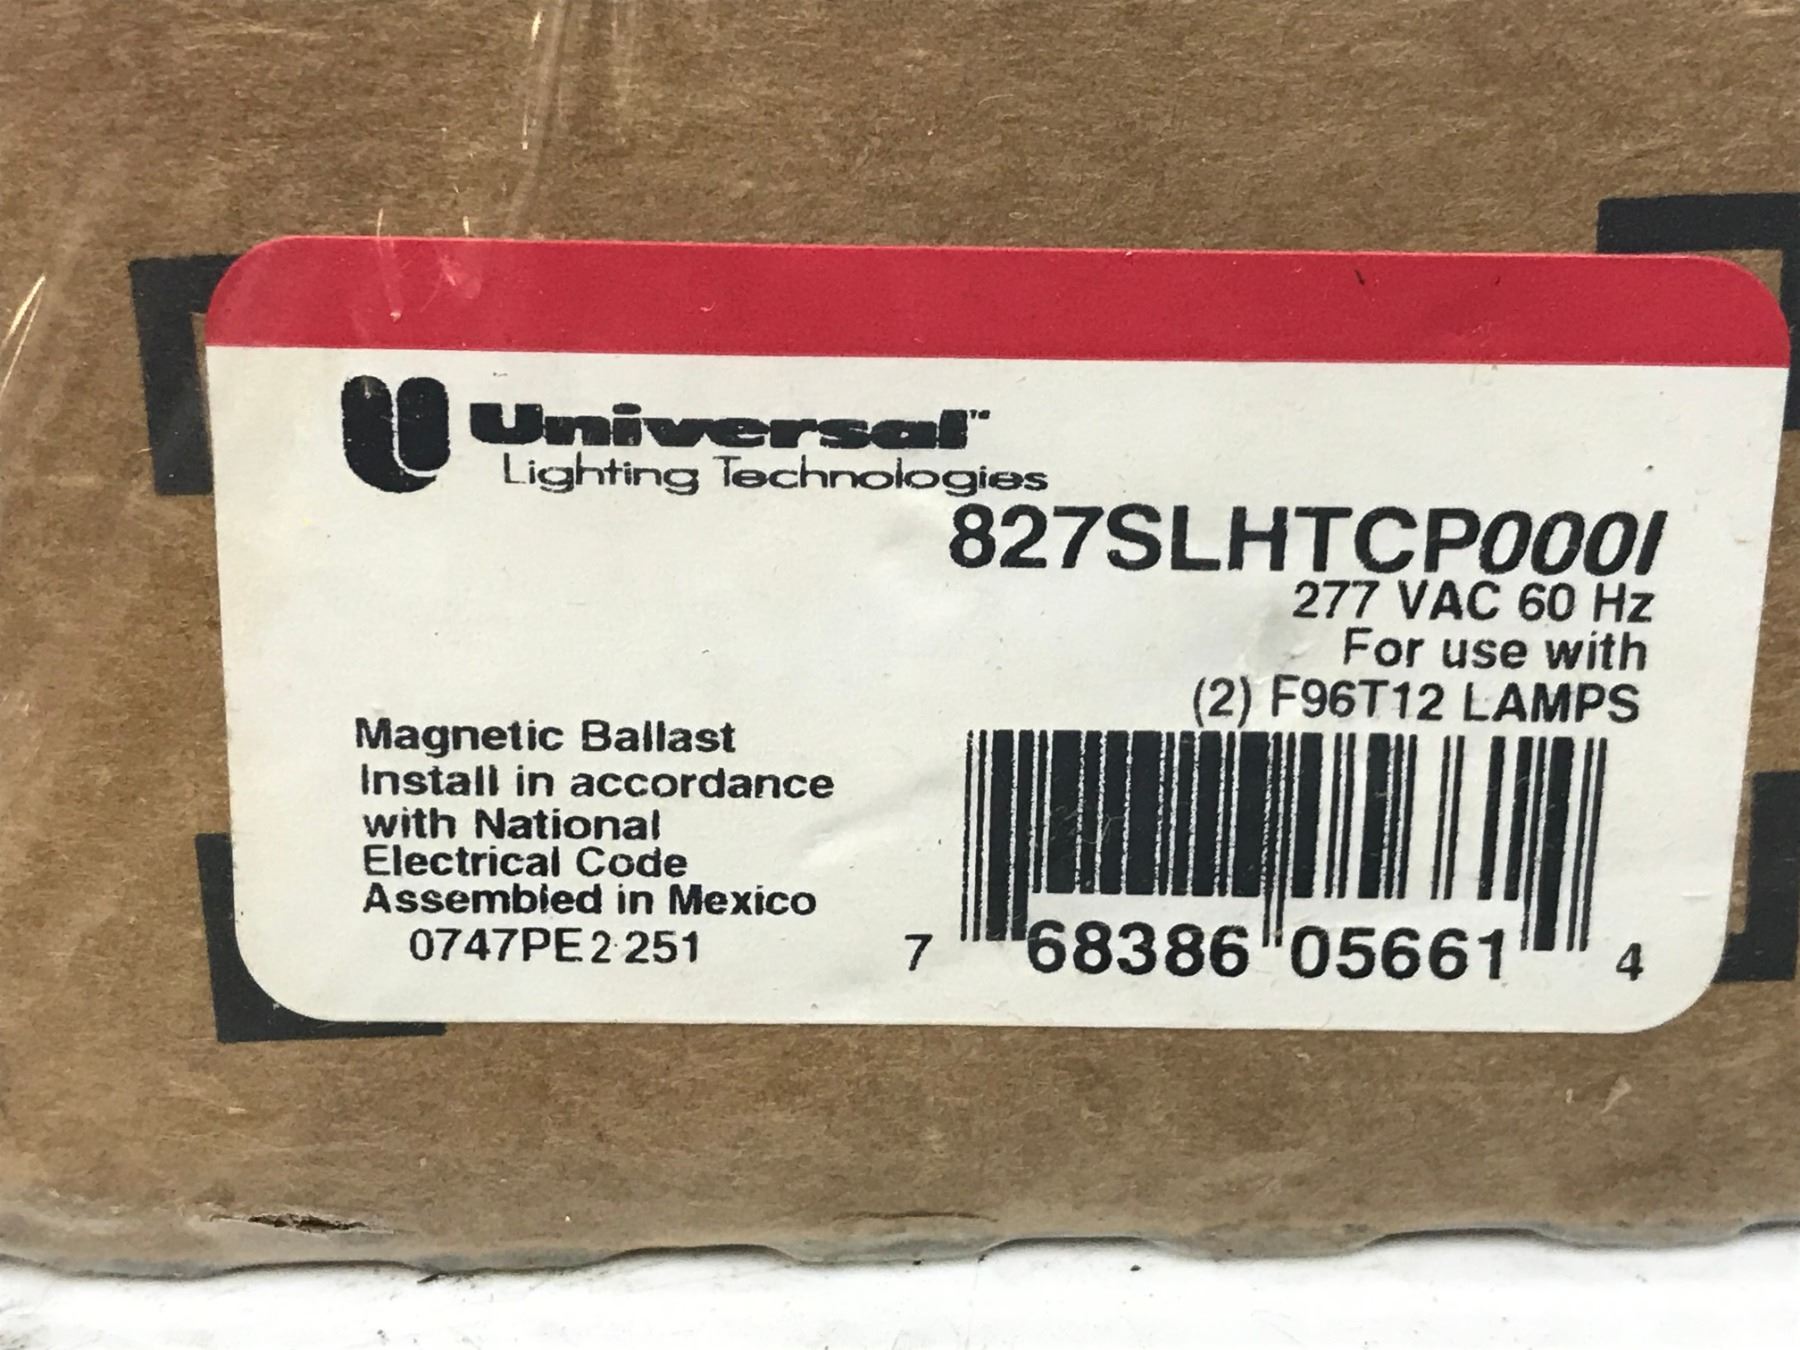 Universal™
Lighting Technologies
827SLHTCP000I
277 VAC 60 Hz
For use with
(2) F96T12 LAMPS
Magnetic Ballast
Install in accordance
with National
Electrical Code
Assembled in Mexico
0747PE2 251
7 68386 05661 4